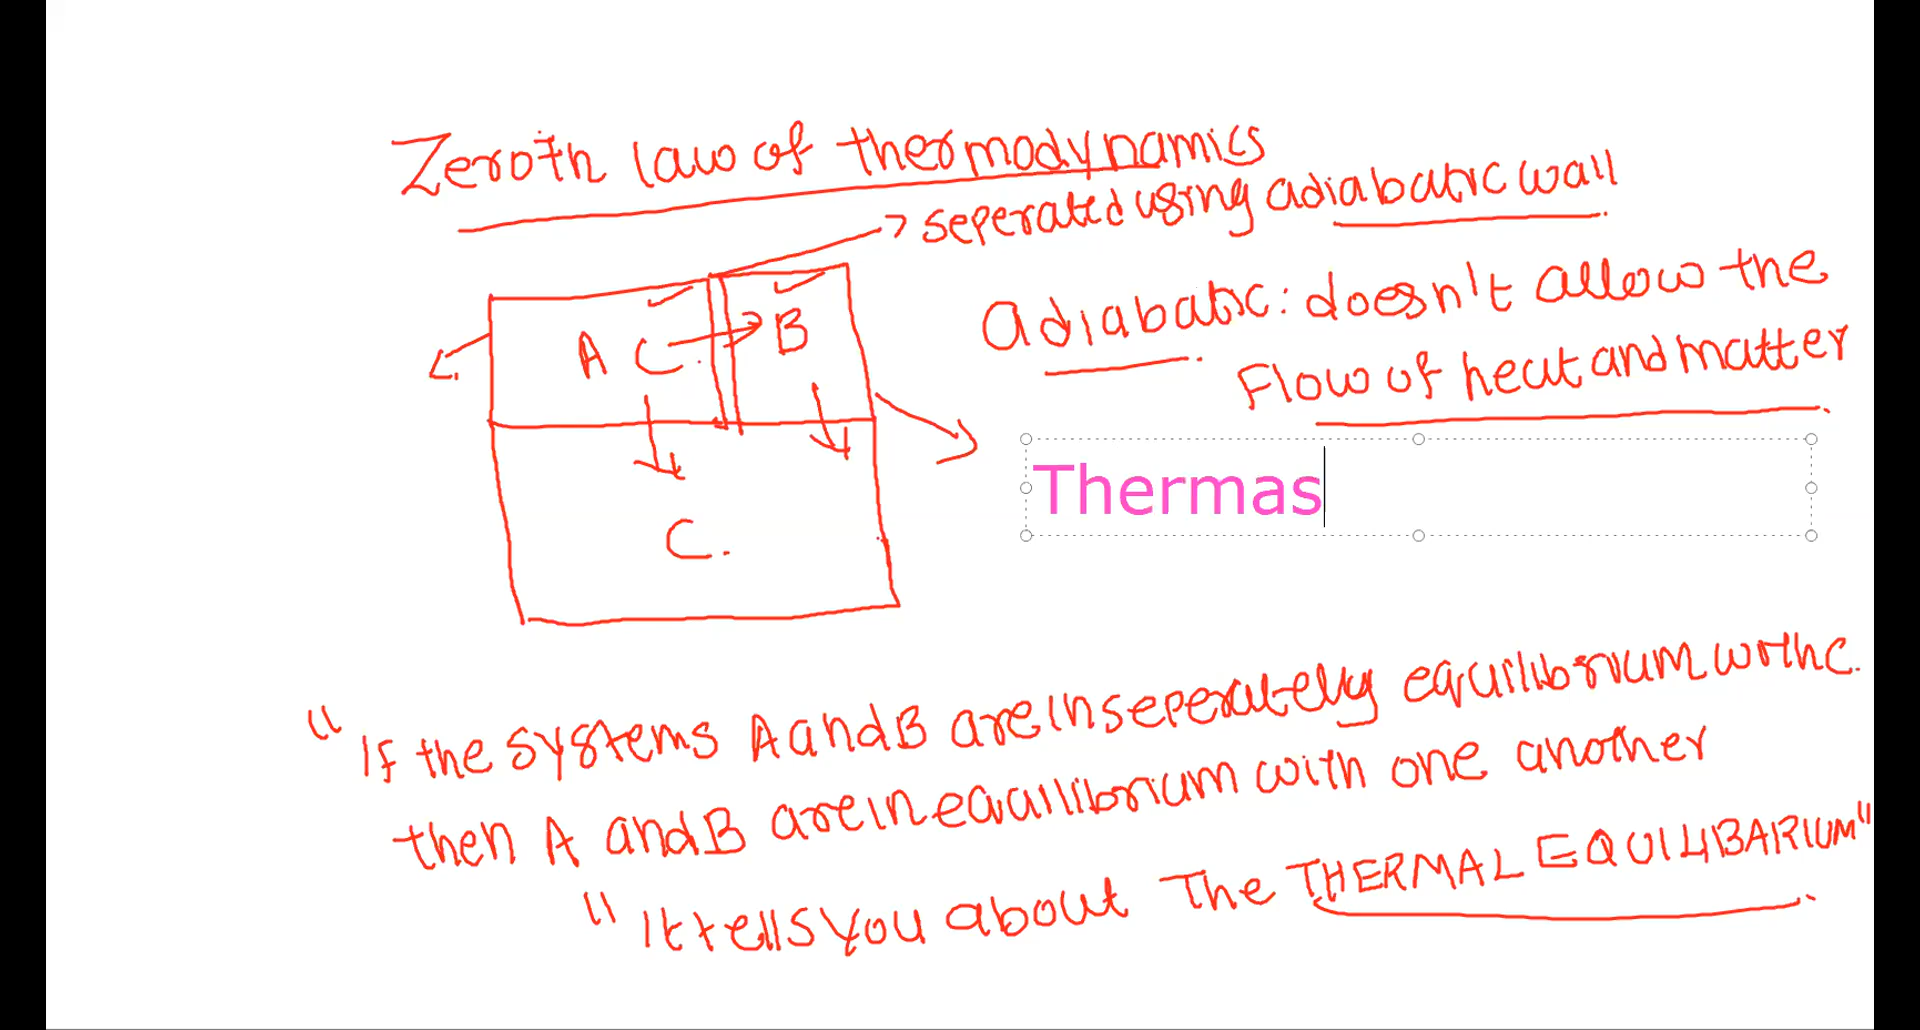 Zeroth law of thermodynamics
seperated using adiabatic wall
A C B
adiabatic: doesn't allow the
Flow of heat and matter
Thermas
C.
"If the systems A and B are in seperately equilibrium with C.
then A and B are in equilibrium with one another
"It tells you about The THERMAL EQUILIBARIUM"